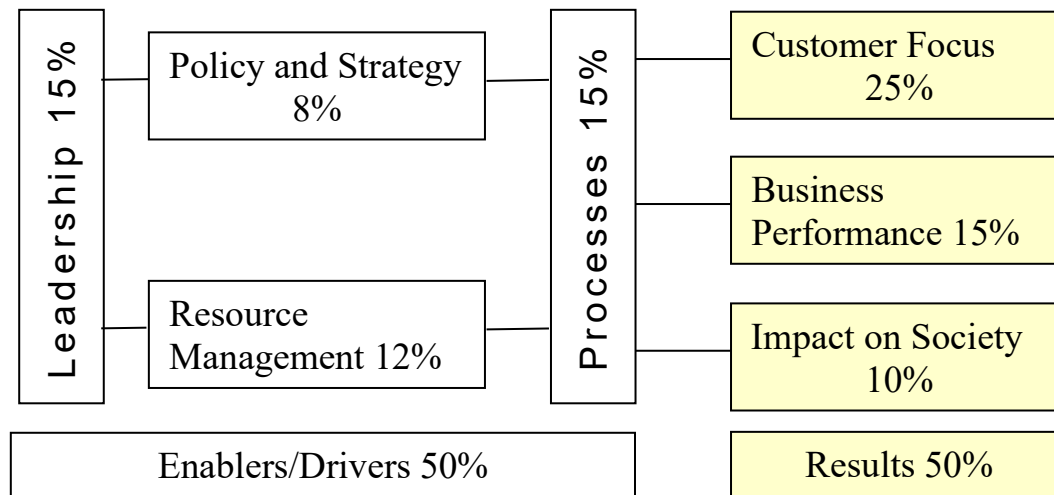 Leadership 15%
Policy and Strategy
8%
Resource
Management 12%
Processes 15%
Customer Focus
25%
Business
Performance 15%
Impact on Society
10%
Enablers/Drivers 50%
Results 50%